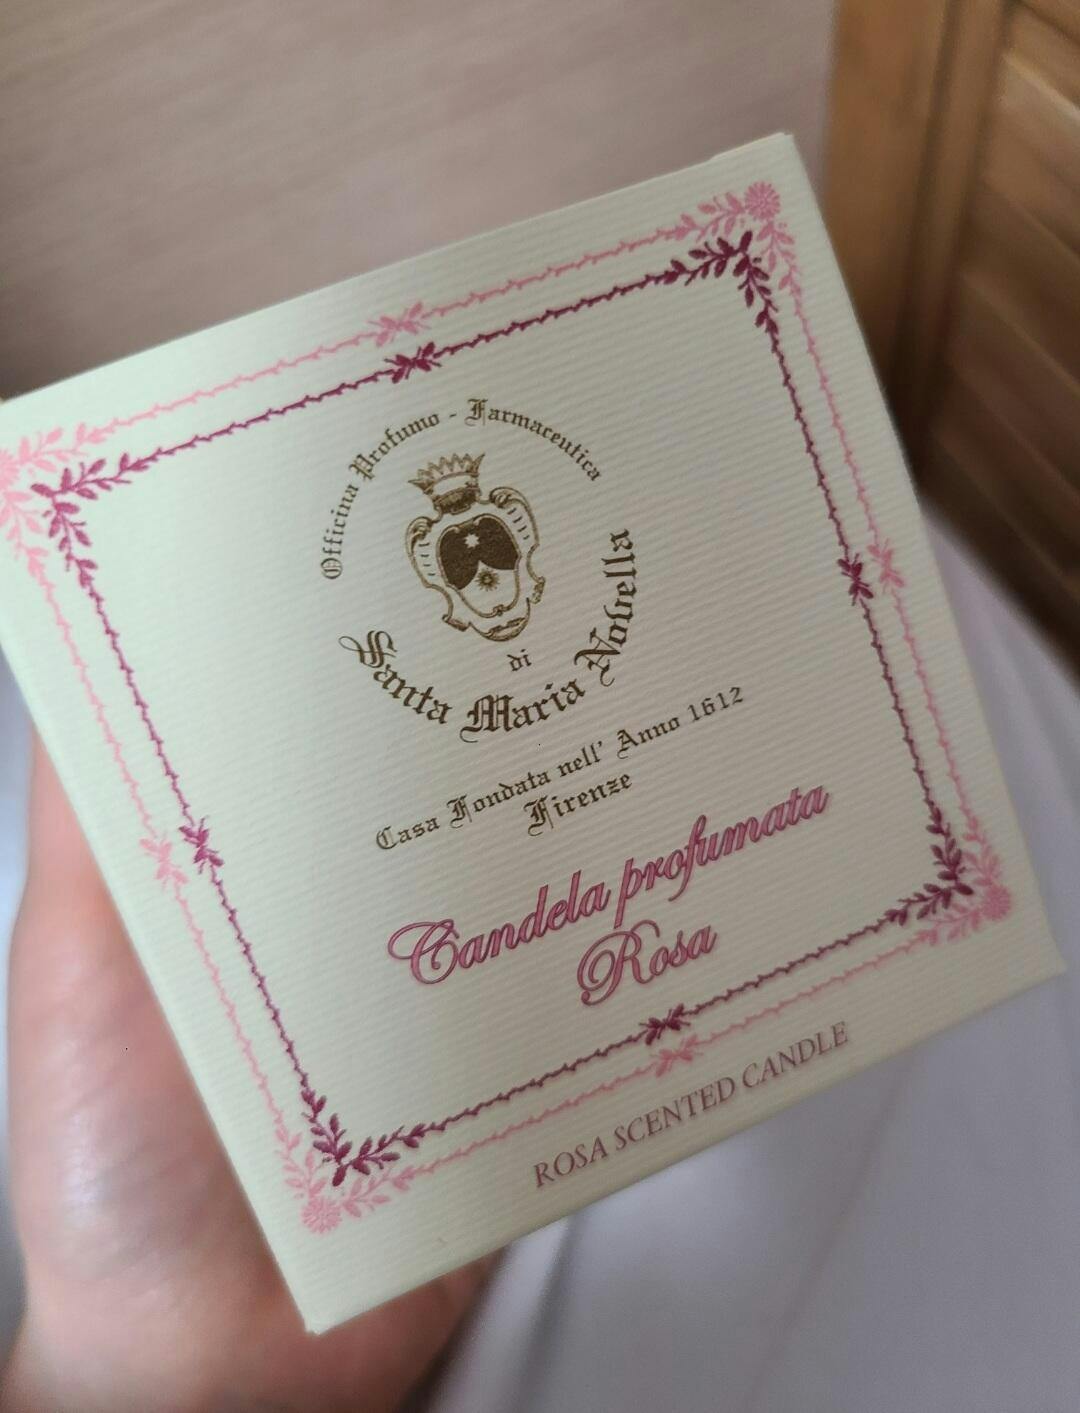 Officina Profumo - Farmaceutica
di
Santa Maria Novella
Casa Fondata nell' Anno 1612
Firenze
Candela profumata
Rosa
ROSA SCENTED CANDLE